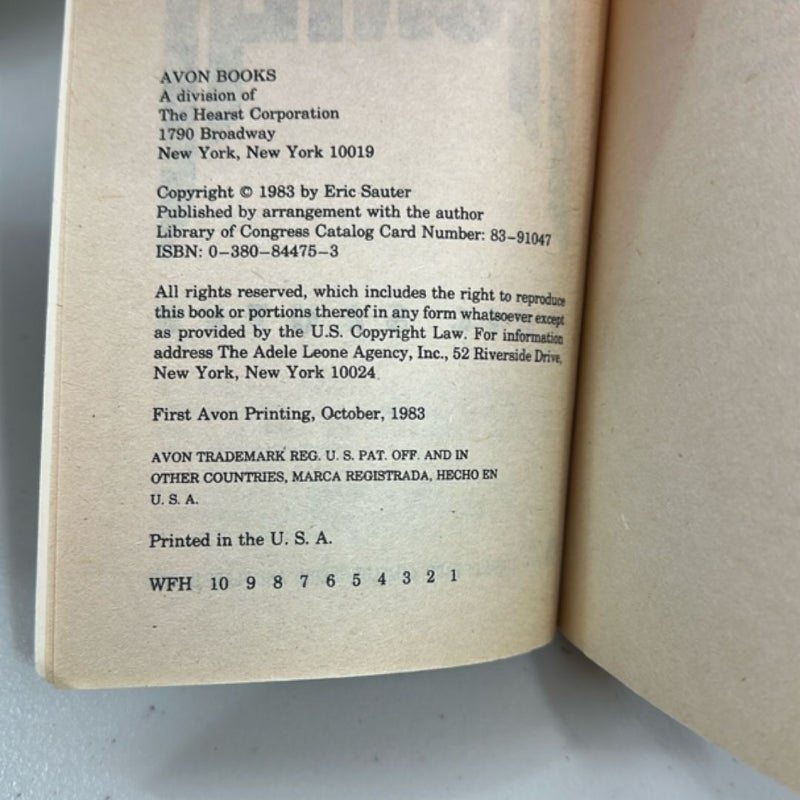 AVON BOOKS
A division of
The Hearst Corporation
1790 Broadway
New York, New York 10019
Copyright © 1983 by Eric Sauter
Published by arrangement with the author
Library of Congress Catalog Card Number: 83-91047
ISBN: 0-380-84475-3
All rights reserved, which includes the right to reproduce
this book or portions thereof in any form whatsoever except
as provided by the U.S. Copyright Law. For information
address The Adele Leone Agency, Inc., 52 Riverside Drive,
New York, New York 10024
First Avon Printing, October, 1983
AVON TRADEMARK REG. U. S. PAT. OFF. AND IN
OTHER COUNTRIES, MARCA REGISTRADA, HECHO EN
U. S. A.
Printed in the U. S. A.
WFH 10 9 8 7 6 5 4 3 2 1